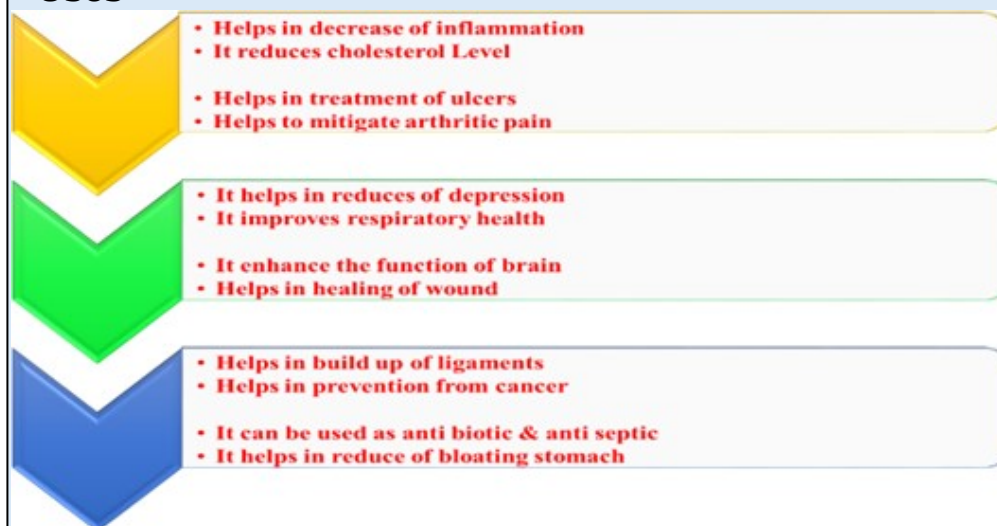 • Helps in decrease of inflammation
• It reduces cholesterol Level
• Helps in treatment of ulcers
• Helps to mitigate arthritic pain
• It helps in reduces of depression
• It improves respiratory health
• It enhance the function of brain
• Helps in healing of wound
• Helps in build up of ligaments
• Helps in prevention from cancer
• It can be used as anti biotic & anti septic
• It helps in reduce of bloating stomach